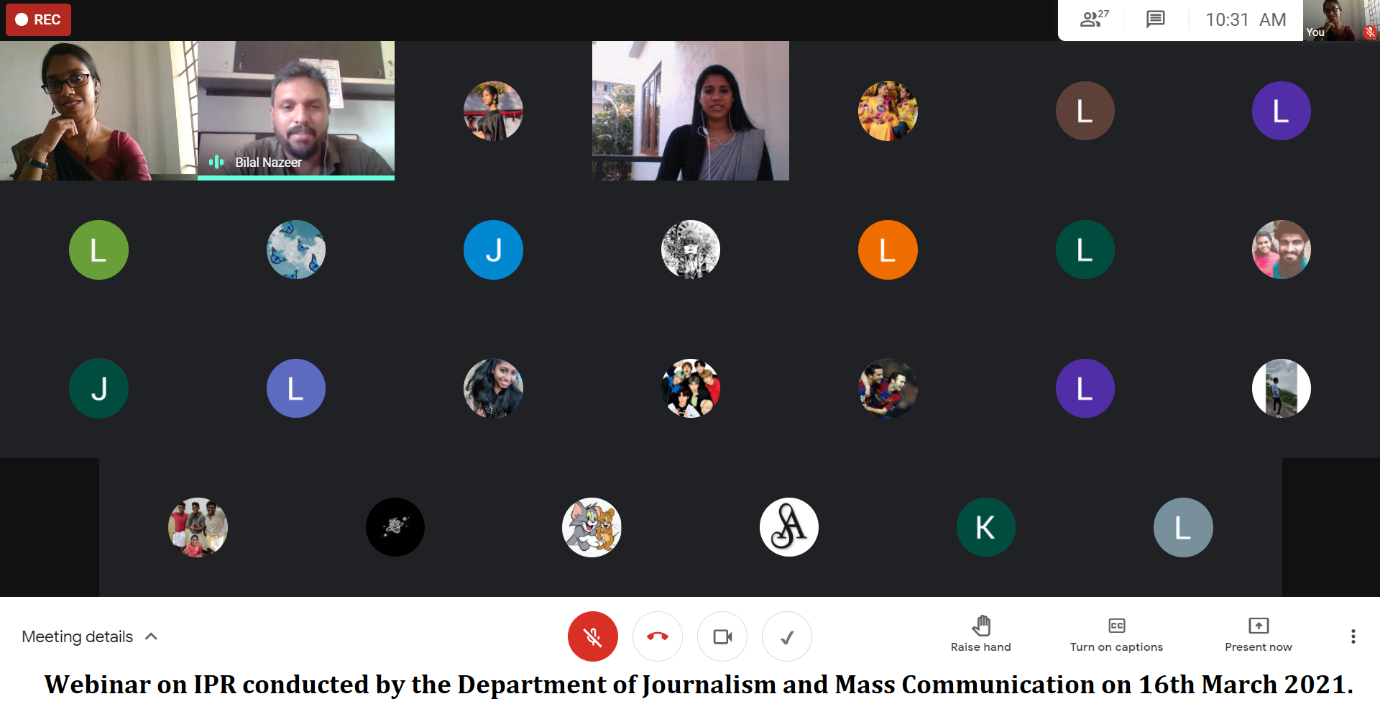 REC
27
10:31 AM
You
Bilal Nazeer
L
L
L
J
L
L
J
L
L
A
K
L
Meeting details
Raise hand
Turn on captions
Present now
CC
Webinar on IPR conducted by the Department of Journalism and Mass Communication on 16th March 2021.